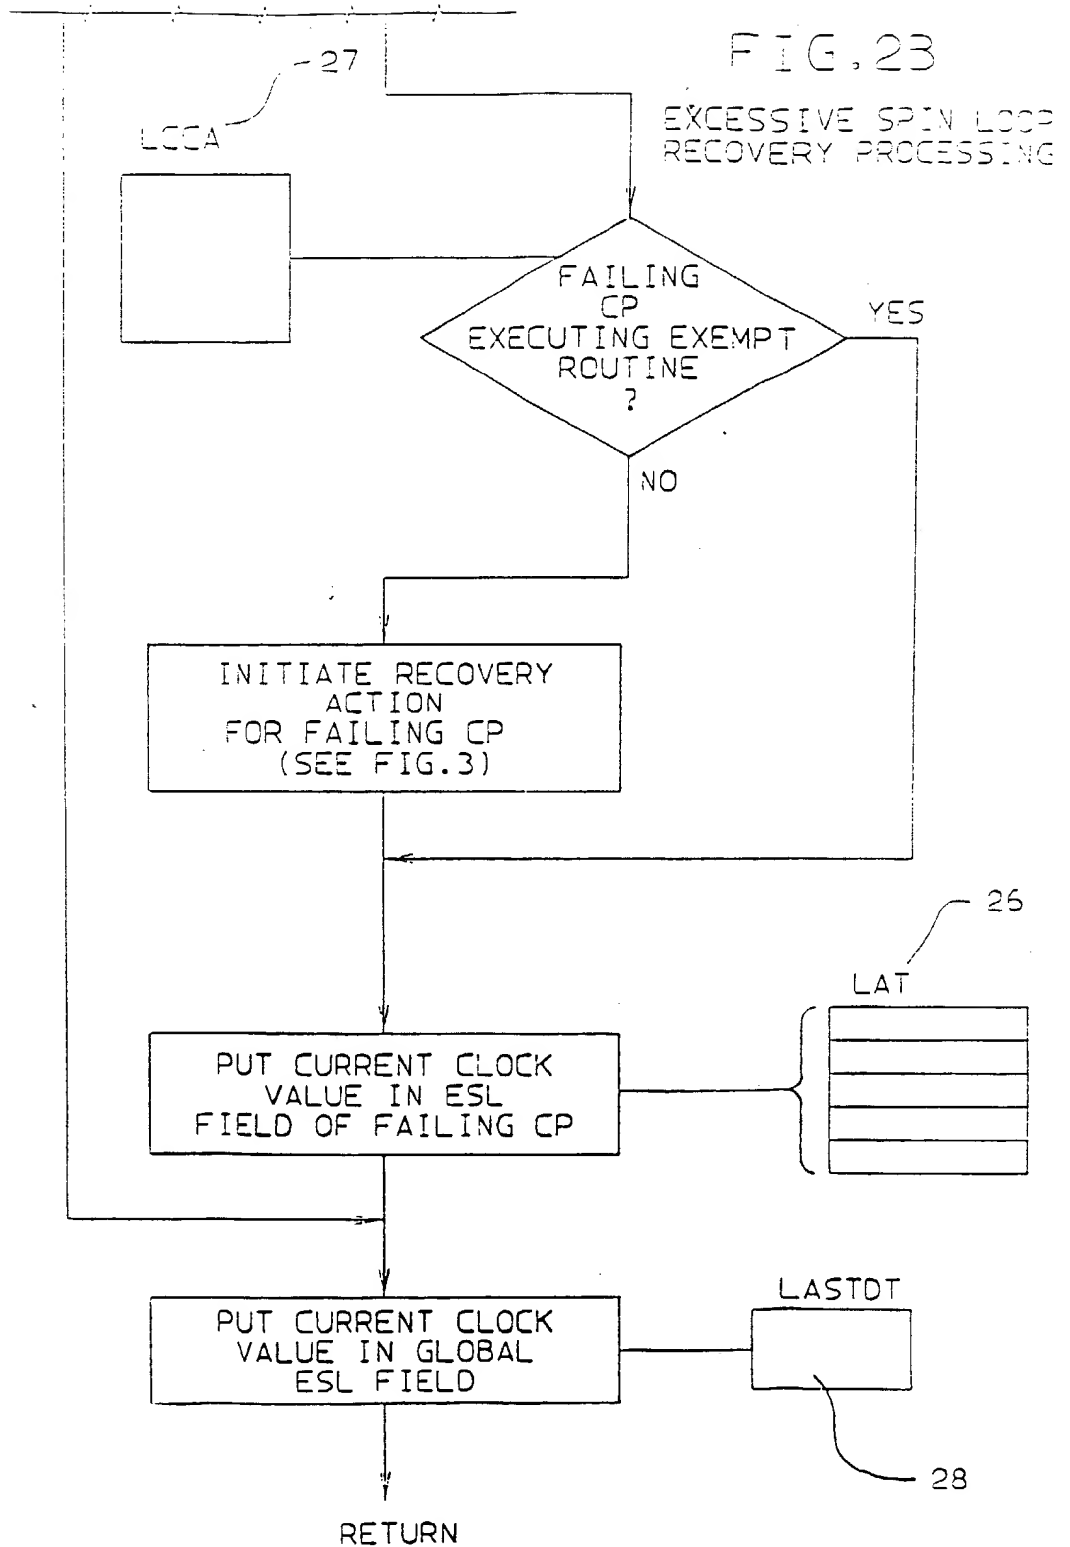 FIG.2B
EXCESSIVE SPIN LOOP
RECOVERY PROCESSING
27
LCCA
FAILING
CP
EXECUTING EXEMPT
ROUTINE
?
YES
NO
INITIATE RECOVERY
ACTION
FOR FAILING CP
(SEE FIG.3)
26
LAT
PUT CURRENT CLOCK
VALUE IN ESL
FIELD OF FAILING CP
LASTDT
PUT CURRENT CLOCK
VALUE IN GLOBAL
ESL FIELD
28
RETURN